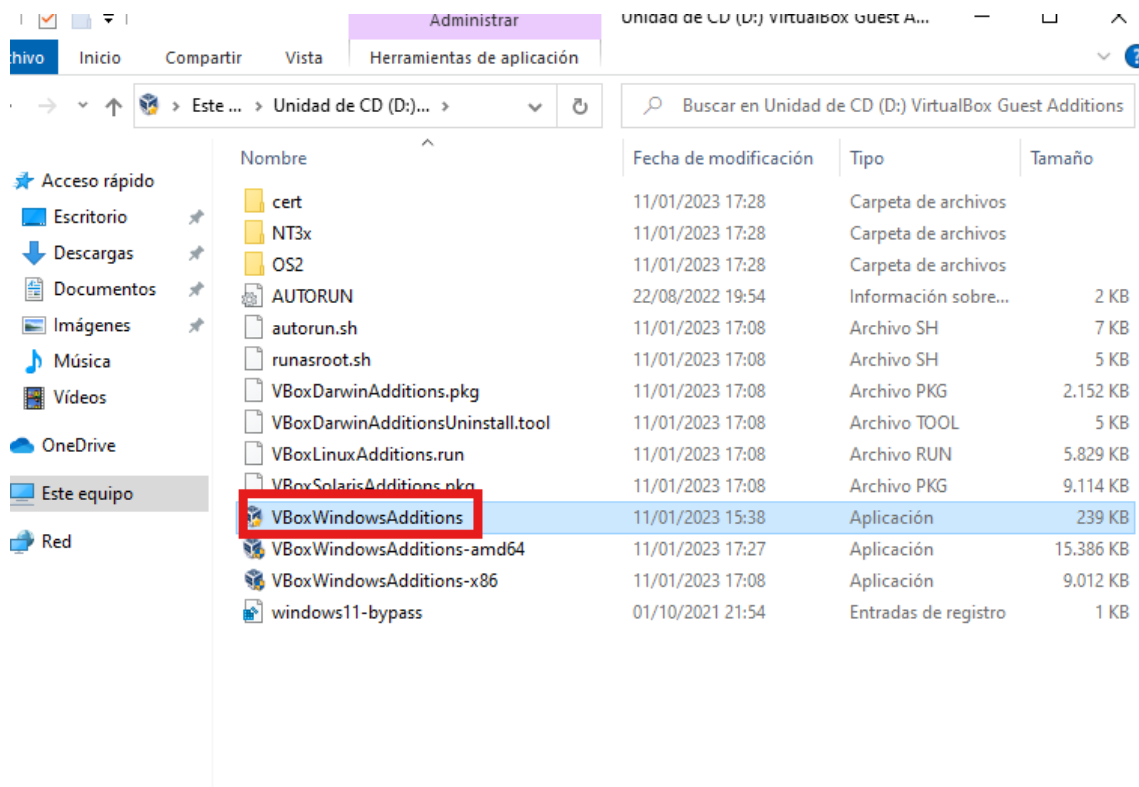 Administrar
Unidad de CD (D:) VirtualBox Guest A...
chivo Inicio Compartir Vista Herramientas de aplicación
Este ... Unidad de CD (D:)... Buscar en Unidad de CD (D:) VirtualBox Guest Additions
Acceso rápido
Escritorio
Descargas
Documentos
Imágenes
Música
Vídeos
OneDrive
Este equipo
Red
Nombre Fecha de modificación Tipo Tamaño
cert 11/01/2023 17:28 Carpeta de archivos
NT3x 11/01/2023 17:28 Carpeta de archivos
OS2 11/01/2023 17:28 Carpeta de archivos
AUTORUN 22/08/2022 19:54 Información sobre... 2 KB
autorun.sh 11/01/2023 17:08 Archivo SH 7 KB
runasroot.sh 11/01/2023 17:08 Archivo SH 5 KB
VBoxDarwinAdditions.pkg 11/01/2023 17:08 Archivo PKG 2.152 KB
VBoxDarwinAdditionsUninstall.tool 11/01/2023 17:08 Archivo TOOL 5 KB
VBoxLinuxAdditions.run 11/01/2023 17:08 Archivo RUN 5.829 KB
VBoxSolarisAdditions.pkg 11/01/2023 17:08 Archivo PKG 9.114 KB
VBoxWindowsAdditions 11/01/2023 15:38 Aplicación 239 KB
VBoxWindowsAdditions-amd64 11/01/2023 17:27 Aplicación 15.386 KB
VBoxWindowsAdditions-x86 11/01/2023 17:08 Aplicación 9.012 KB
windows11-bypass 01/10/2021 21:54 Entradas de registro 1 KB